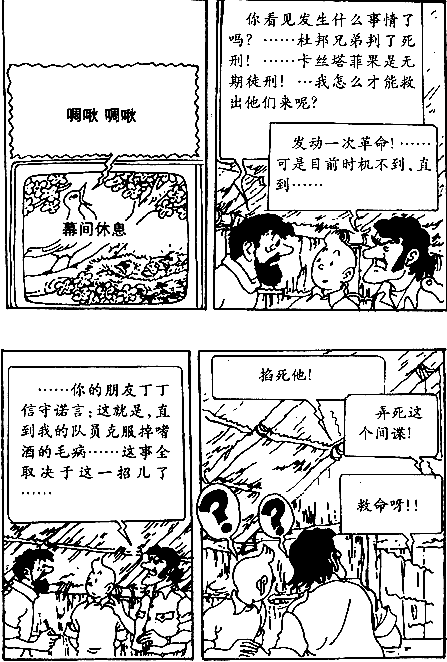 啁啾 啁啾
幕间休息
你看见发生什么事情了
吗？……杜邦兄弟判了死
刑！……卡丝塔菲果是无
期徒刑！…我怎么才能救
出他们来呢？
发动一次革命！……
可是目前时机不到、直
到……
……你的朋友丁丁
信守诺言；这就是，直
到我的队员克服掉嗜
酒的毛病……这事全
取决于这一招儿了
……
掐死他！
弄死这
个间谍！
救命呀！！
?
?